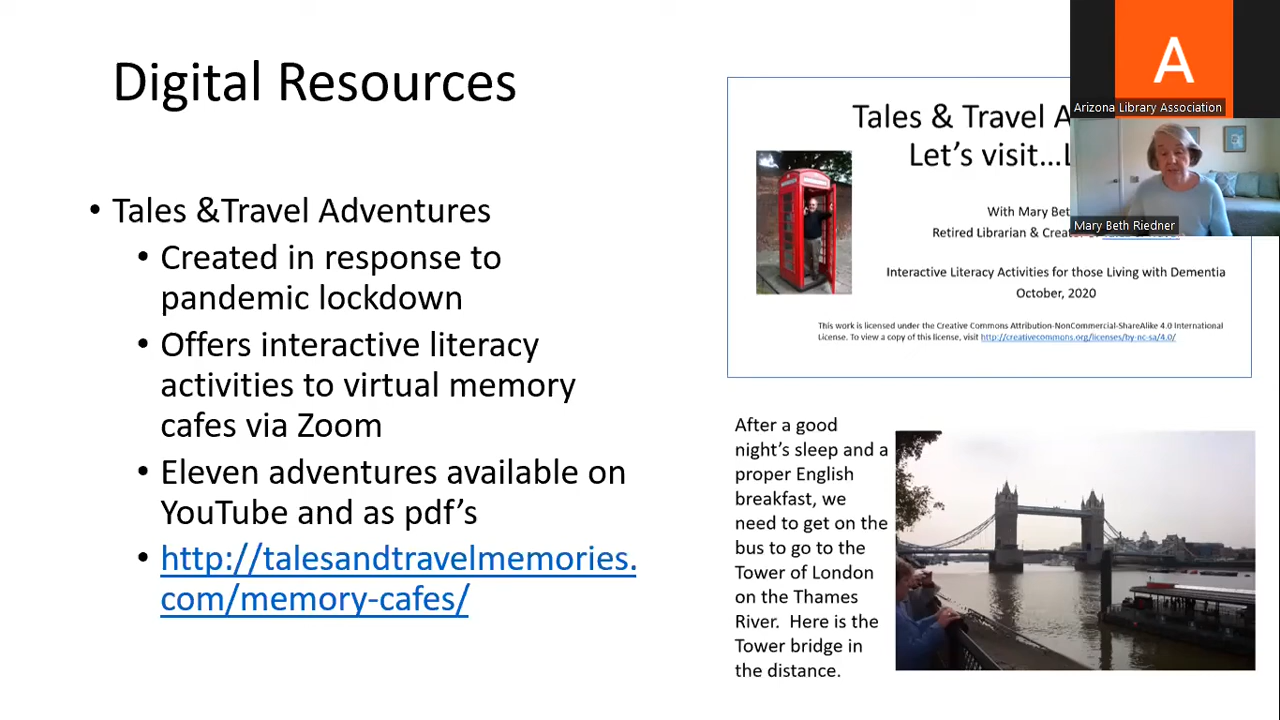 Digital Resources
• Tales &Travel Adventures
• Created in response to
pandemic lockdown
• Offers interactive literacy
activities to virtual memory
cafes via Zoom
• Eleven adventures available on
YouTube and as pdf’s
• http://talesandtravelmemories.
com/memory-cafes/
Tales & Travel A
Let’s visit...
With Mary Bet
Retired Librarian &
Interactive Literacy Activities for those Living with Dementia
October, 2020
This work is licensed under the Creative Commons Attribution-NonCommercial-ShareAlike 4.0 International
License. To view a copy of this license, visit http://creativecommons.org/licenses/by-nc-sa/4.0/
After a good
night’s sleep and a
proper English
breakfast, we
need to get on the
bus to go to the
Tower of London
on the Thames
River.  Here is the
Tower bridge in
the distance.
A
Arizona Library Association
Mary Beth Riedner